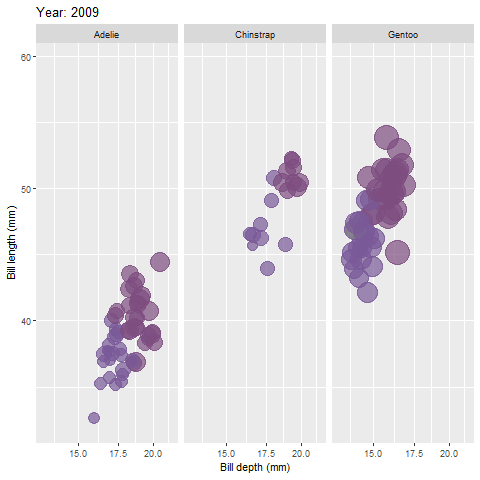 Year: 2009
Adelie Chinstrap Gentoo
60
50
40
15.0 17.5 20.0 15.0 17.5 20.0 15.0 17.5 20.0
Bill depth (mm)
Bill length (mm)